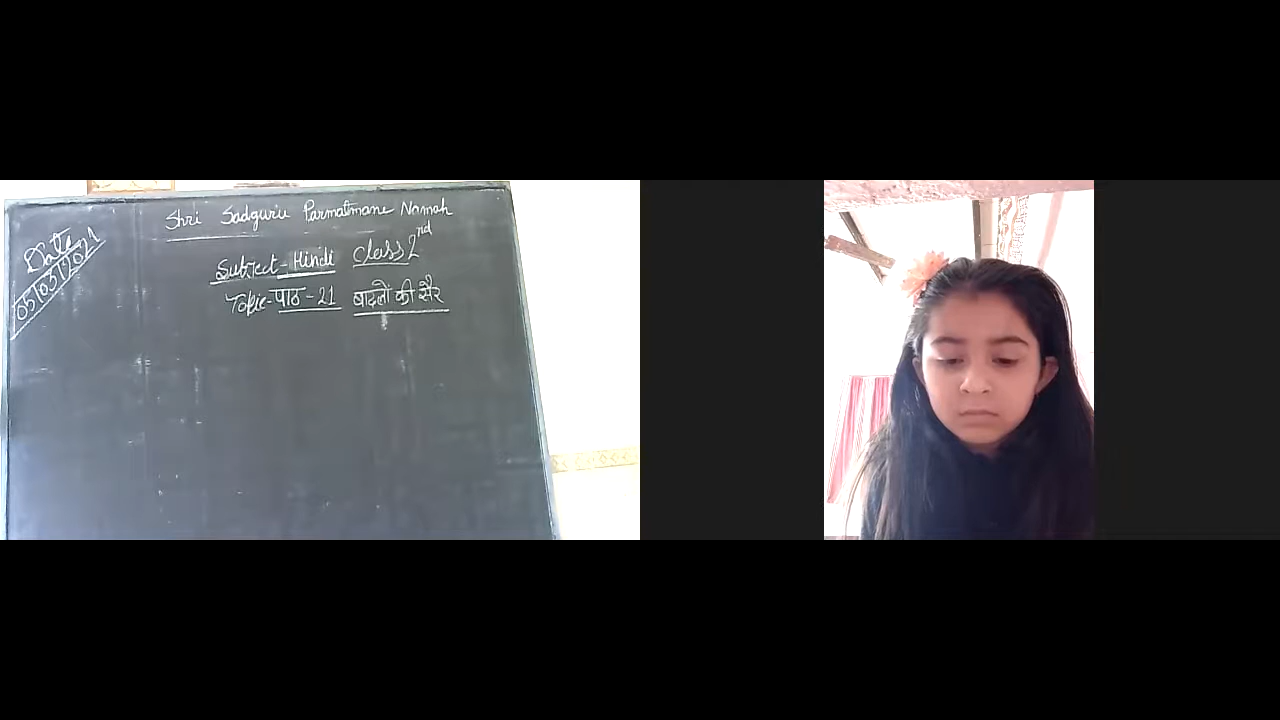 Shri Sadguru Parmatmane Namah
Date
05/03/2021
Subject - Hindi Class 2nd
Topic - पाठ - 21 बादलों की सैर